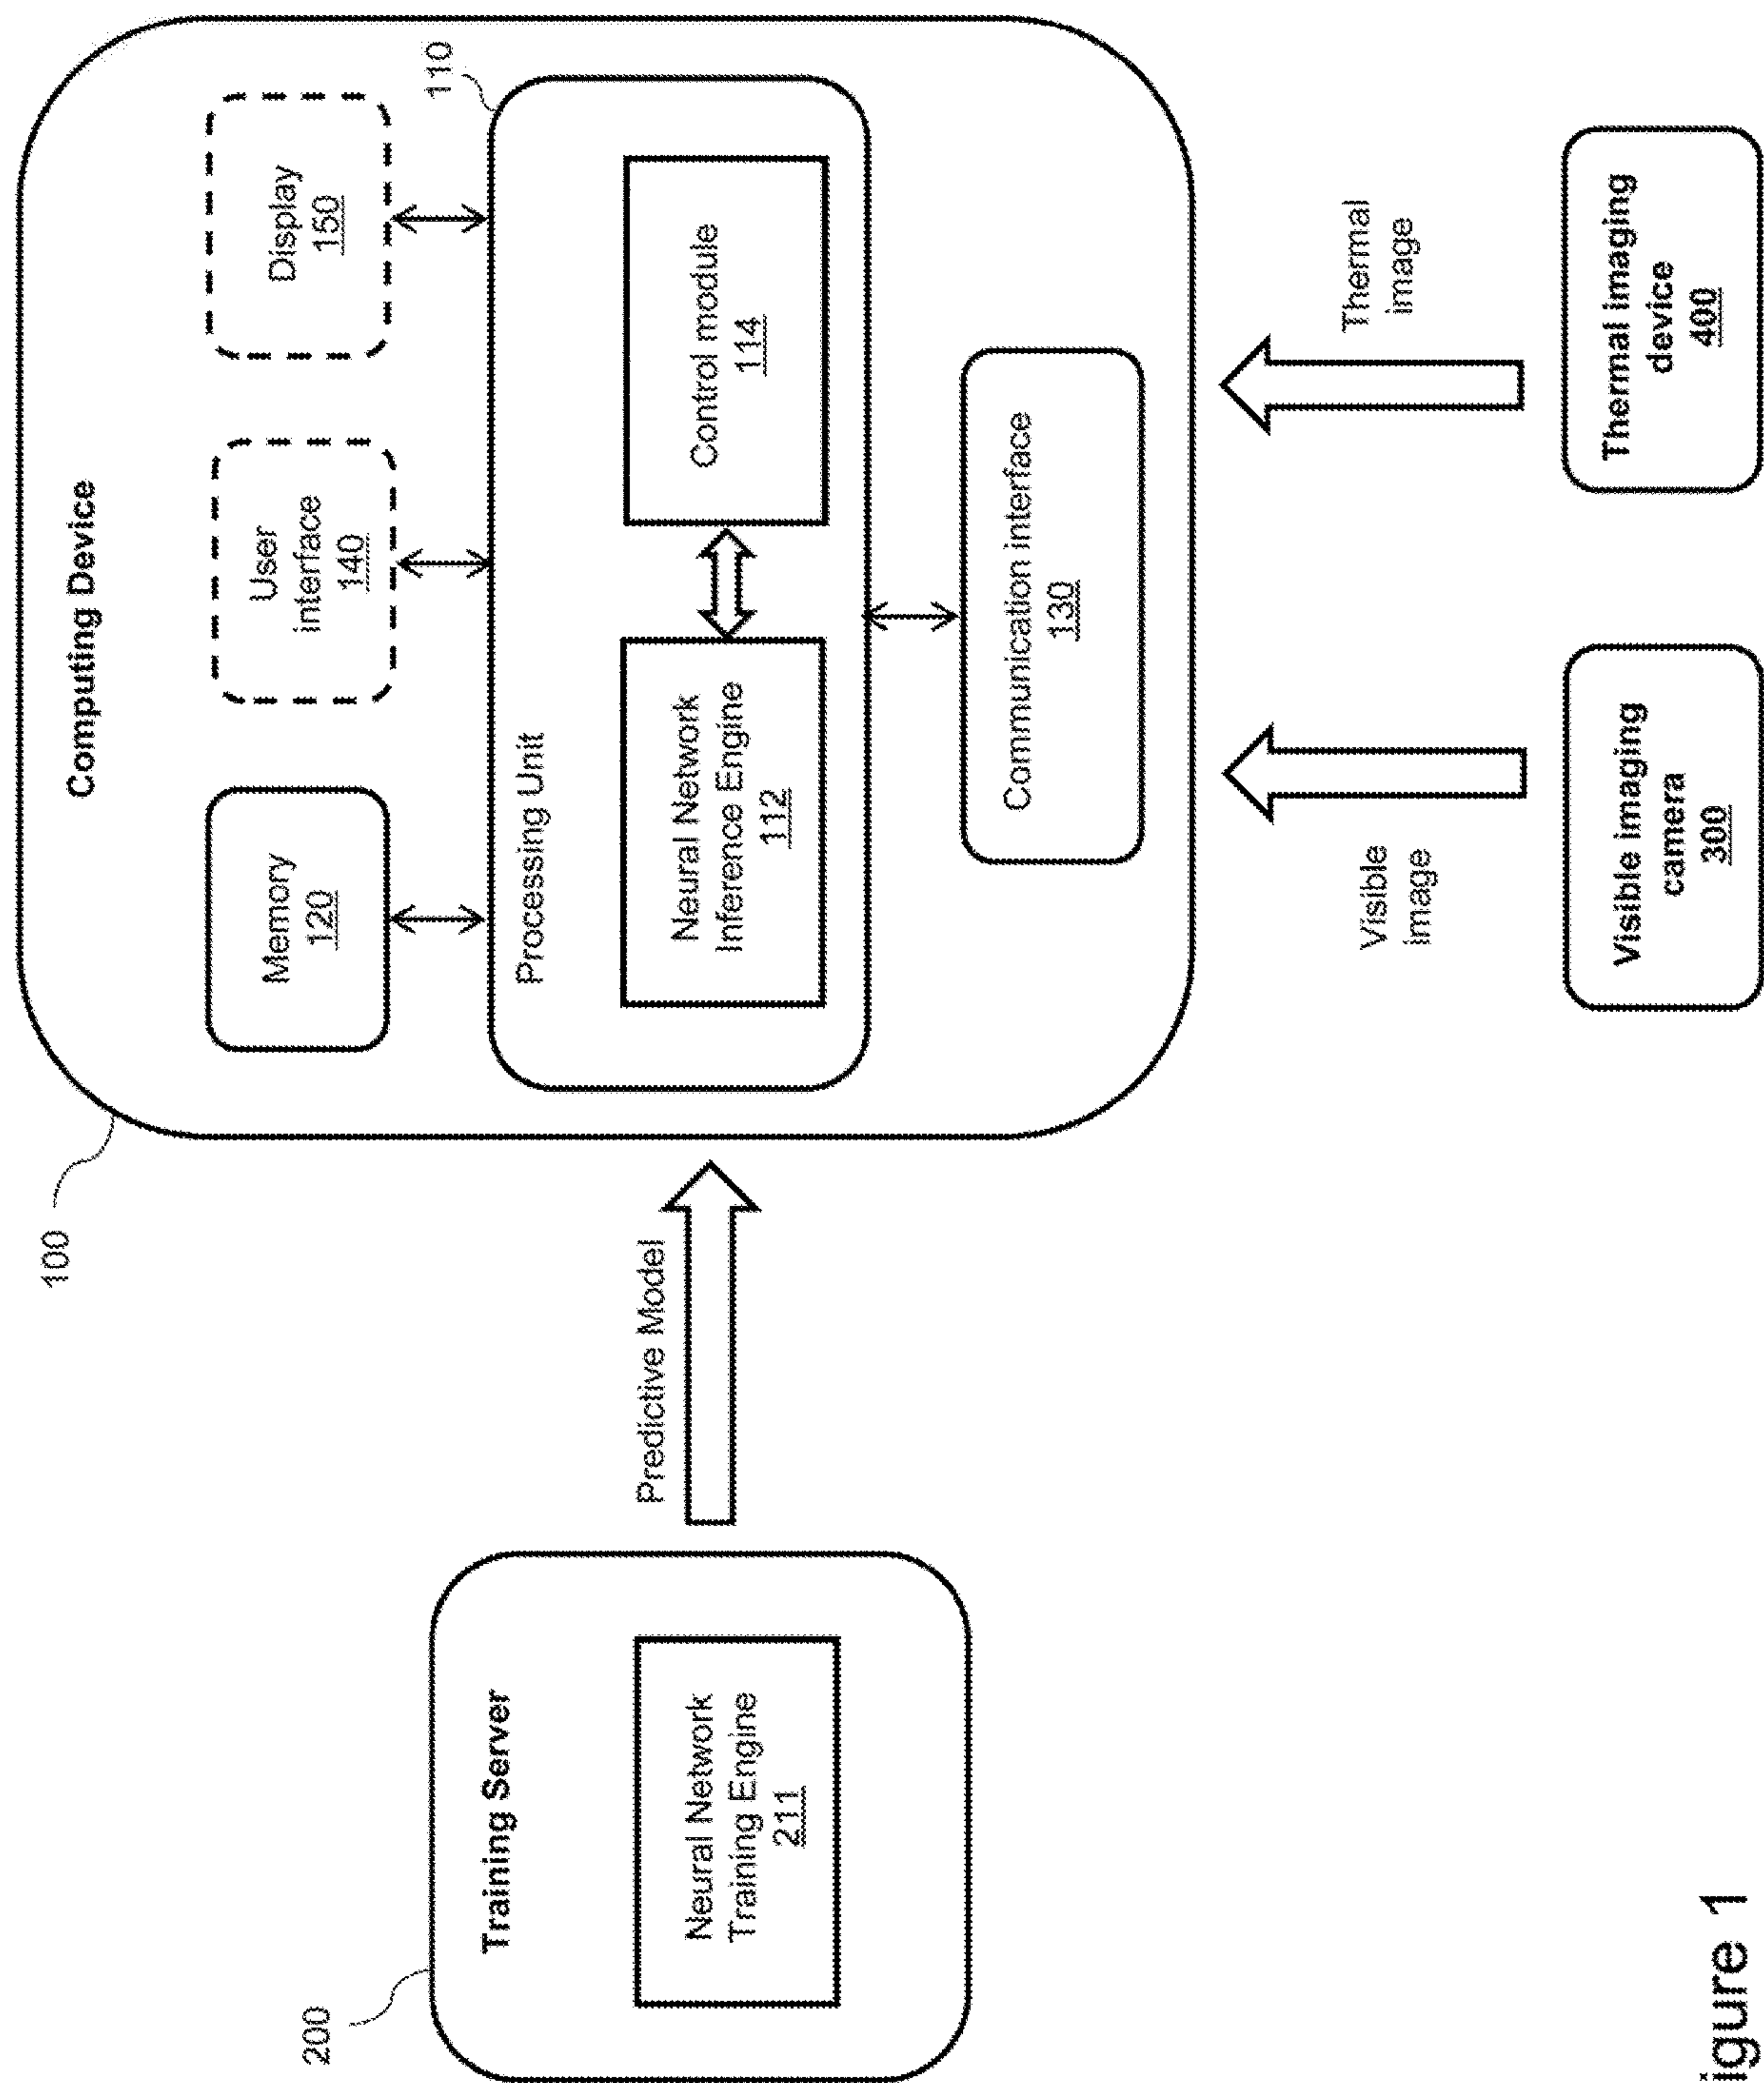 Computing Device
100
Memory
120
User
interface
140
Display
150
110
Processing Unit
Neural Network
Inference Engine
112
Control module
114
Communication interface
130
Training Server
200
Neural Network
Training Engine
211
Predictive Model
Visible
image
Thermal
image
Visible imaging
camera
300
Thermal imaging
device
400
igure 1